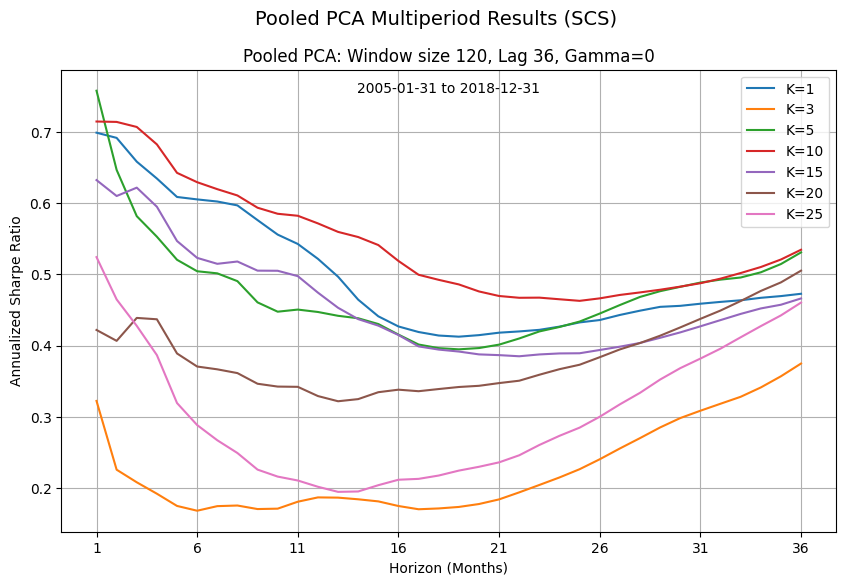 Pooled PCA Multiperiod Results (SCS)
Pooled PCA: Window size 120, Lag 36, Gamma=0
2005-01-31 to 2018-12-31
K=1
K=3
K=5
K=10
K=15
K=20
K=25
Annualized Sharpe Ratio
0.7
0.6
0.5
0.4
0.3
0.2
1 6 11 16 21 26 31 36
Horizon (Months)